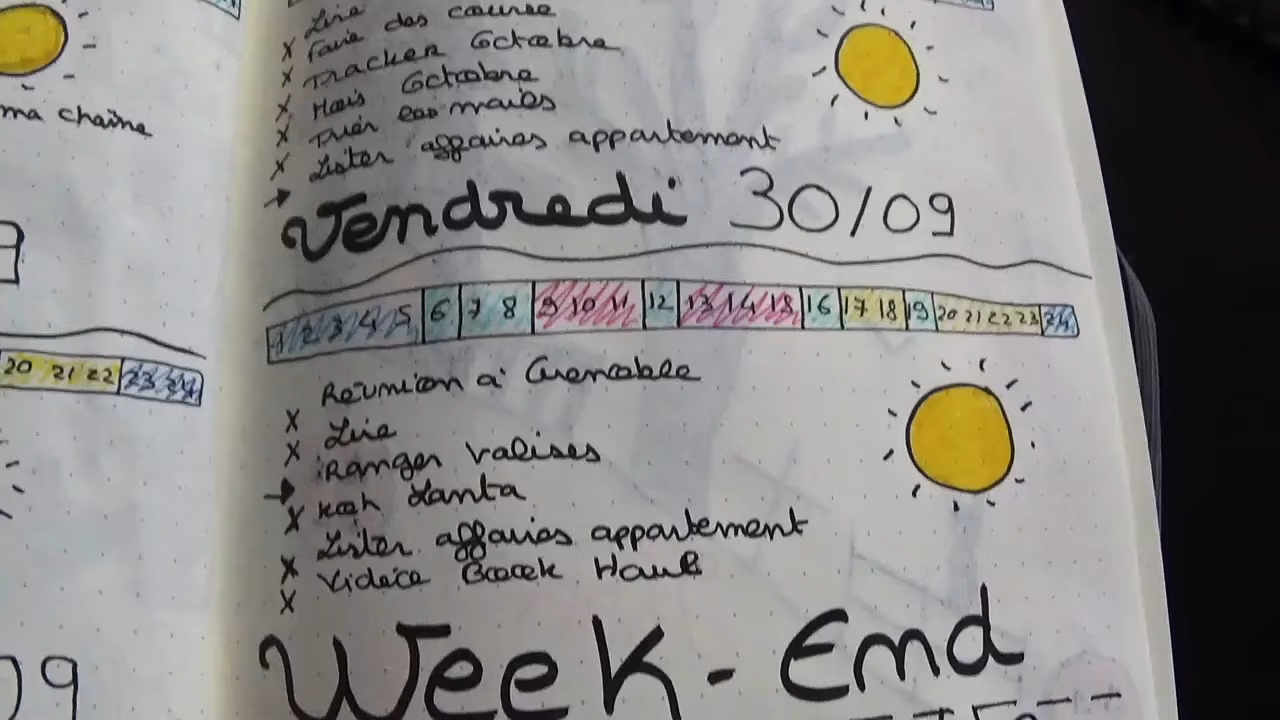 ma chaîne
9
20 21 22 23 24
09
Lire
Faire des course
Tracker Octobre
Mois Octobre
Trier les mails
Lister affaires appartement
Vendredi 30/09
1 2 3 4 5 6 7 8 9 10 11 12 13 14 15 16 17 18 19 20 21 22 23 24
Réunion à Grenoble
Lire
Ranger valises
Koh Lanta
Lister affaires appartement
Vidéo Book Haul
Week-End